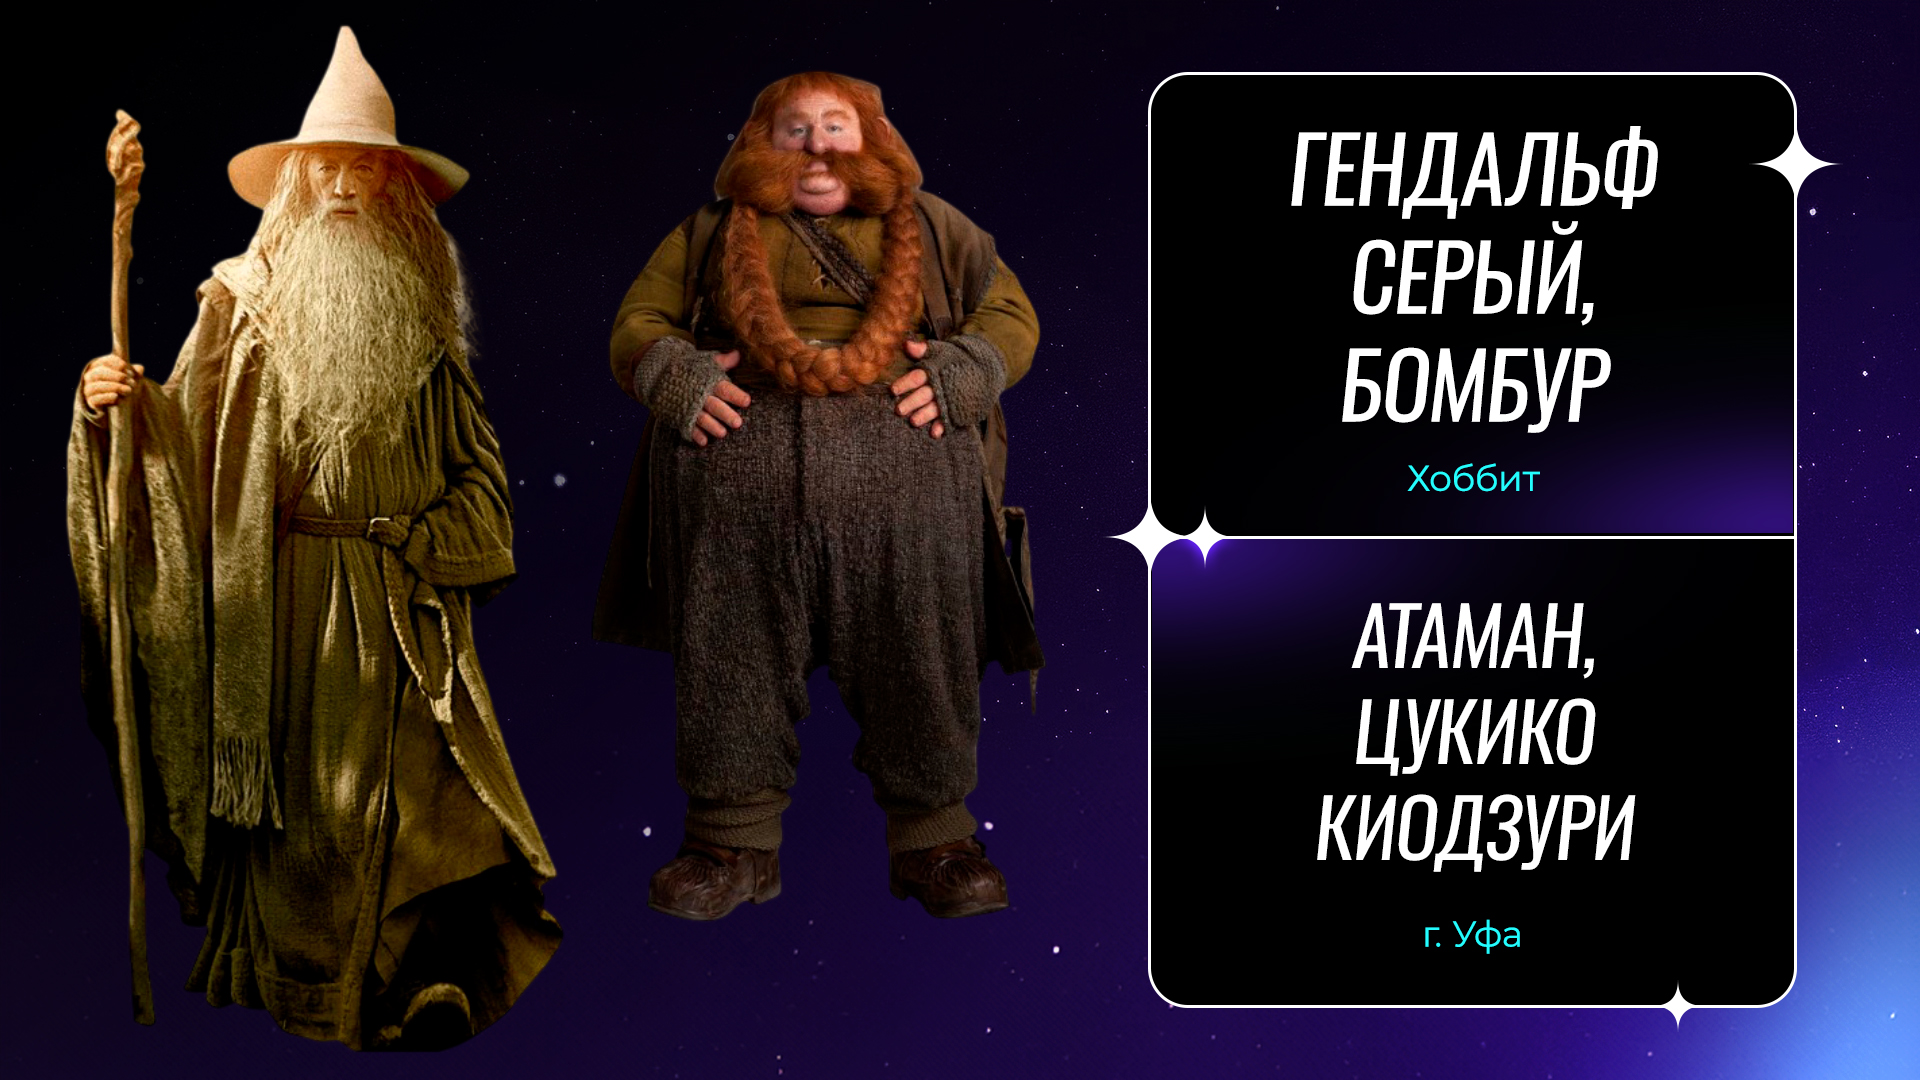 ГЕНДАЛЬФ
СЕРЫЙ,
БОМБУР
Хоббит
АТАМАН,
ЦУКИКО
КИОДЗУРИ
г. Уфа